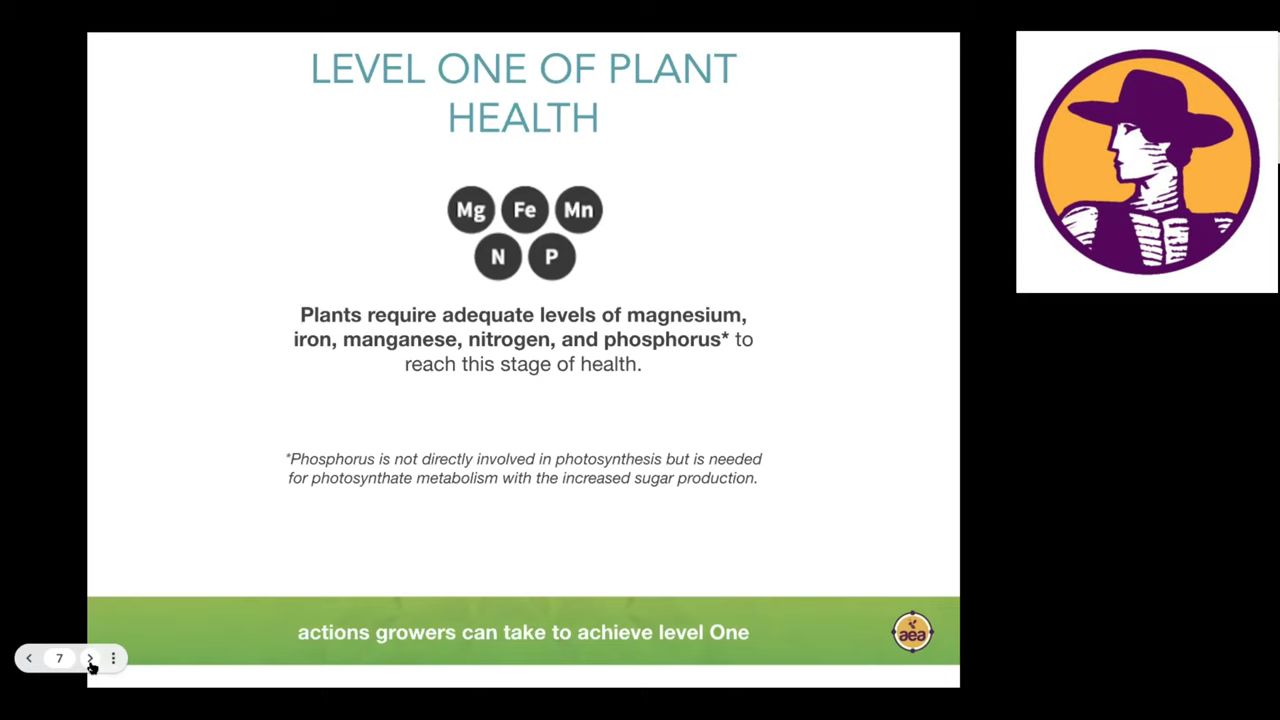 LEVEL ONE OF PLANT
HEALTH
Mg Fe Mn
N P
Plants require adequate levels of magnesium,
iron, manganese, nitrogen, and phosphorus* to
reach this stage of health.
*Phosphorus is not directly involved in photosynthesis but is needed
for photosynthate metabolism with the increased sugar production.
actions growers can take to achieve level One
aea
7